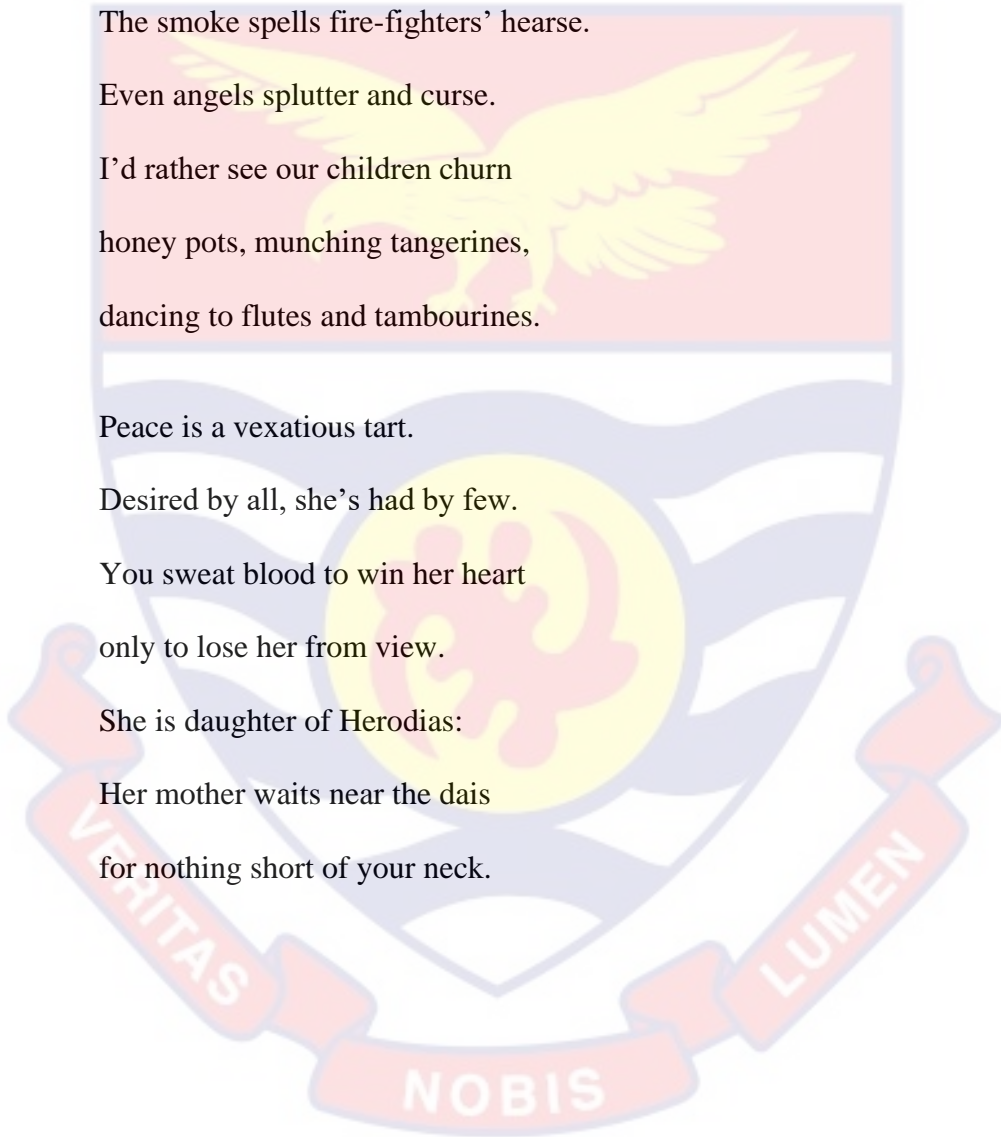 The smoke spells fire-fighters’ hearse.
Even angels splutter and curse.
I’d rather see our children churn
honey pots, munching tangerines,
dancing to flutes and tambourines.
Peace is a vexatious tart.
Desired by all, she’s had by few.
You sweat blood to win her heart
only to lose her from view.
She is daughter of Herodias:
Her mother waits near the dais
for nothing short of your neck.
VERITAS
NOBIS
LUMEN